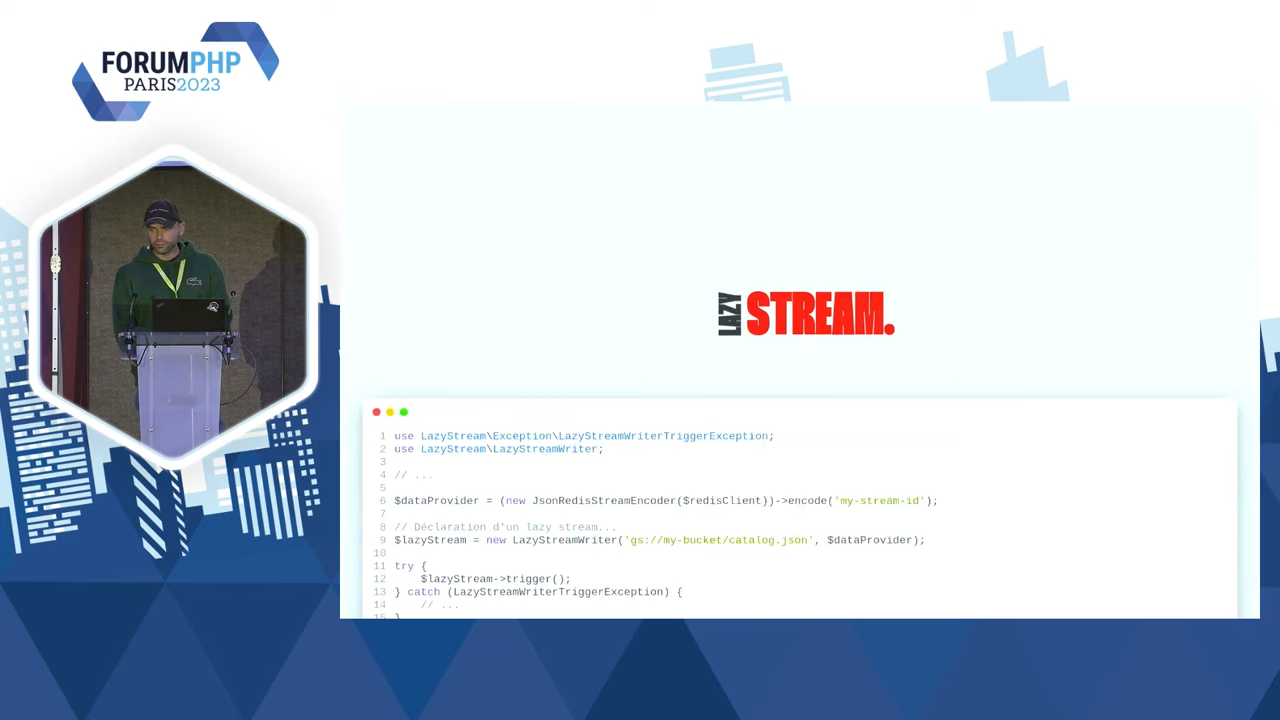 FORUMPHP
PARIS2023
LAZY STREAM.
1 use LazyStream\Exception\LazyStreamWriterTriggerException;
2 use LazyStream\LazyStreamWriter;
3
4 // ...
5
6 $dataProvider = (new JsonRedisStreamEncoder($redisClient))->encode('my-stream-id');
7
8 // Déclaration d'un lazy stream...
9 $lazyStream = new LazyStreamWriter('gs://my-bucket/catalog.json', $dataProvider);
10
11 try {
12     $lazyStream->trigger();
13 } catch (LazyStreamWriterTriggerException) {
14     // ...
15 }